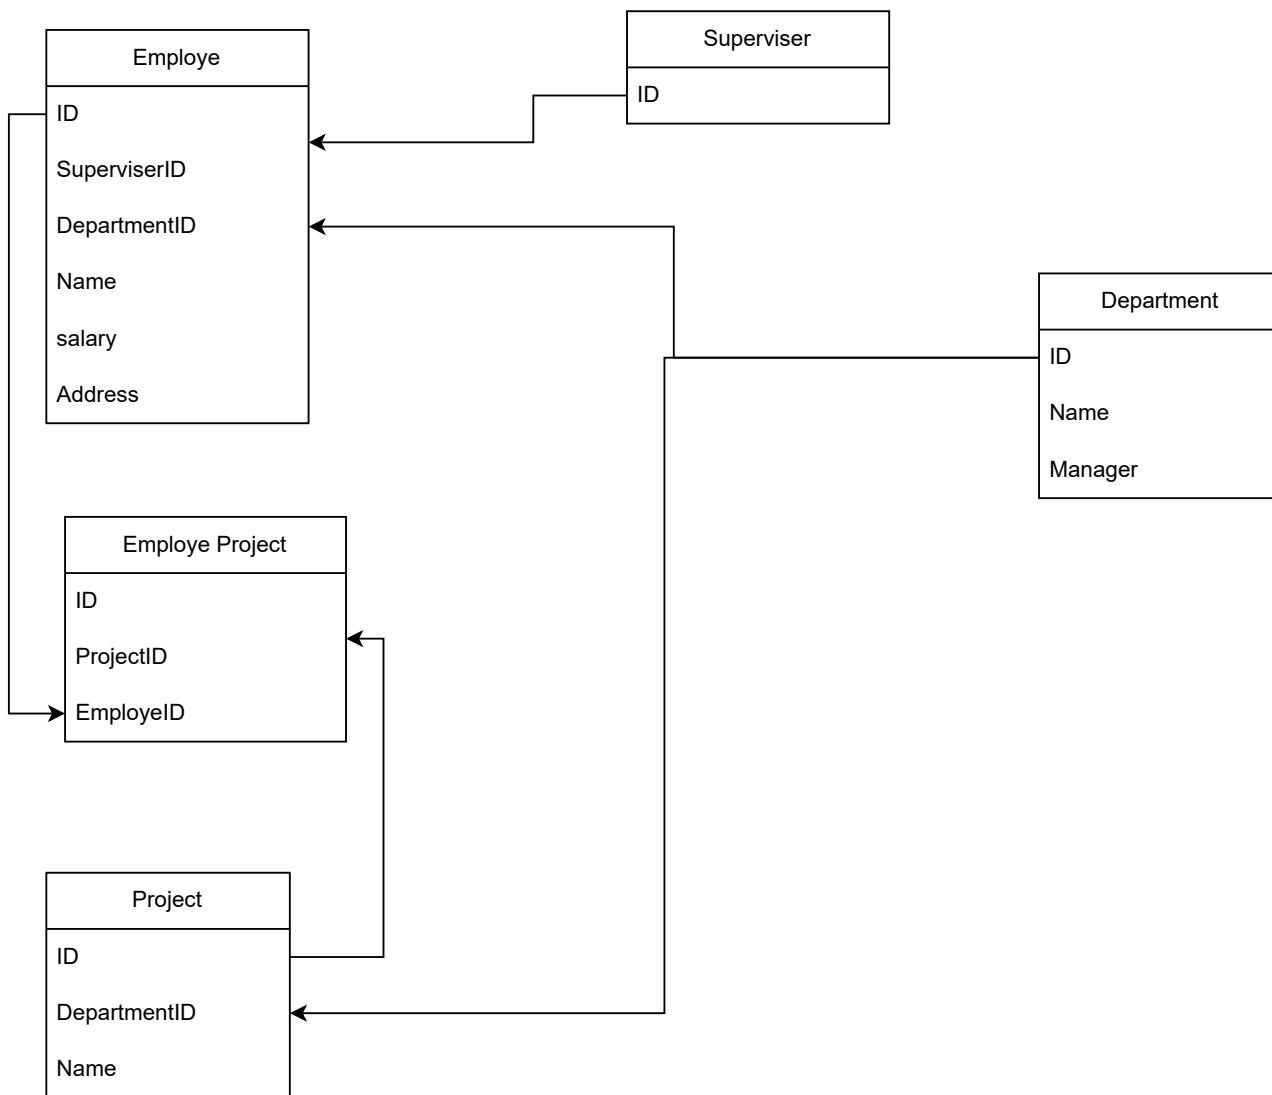 Employe
ID
SuperviserID
DepartmentID
Name
salary
Address
Superviser
ID
Department
ID
Name
Manager
Employe Project
ID
ProjectID
EmployeID
Project
ID
DepartmentID
Name